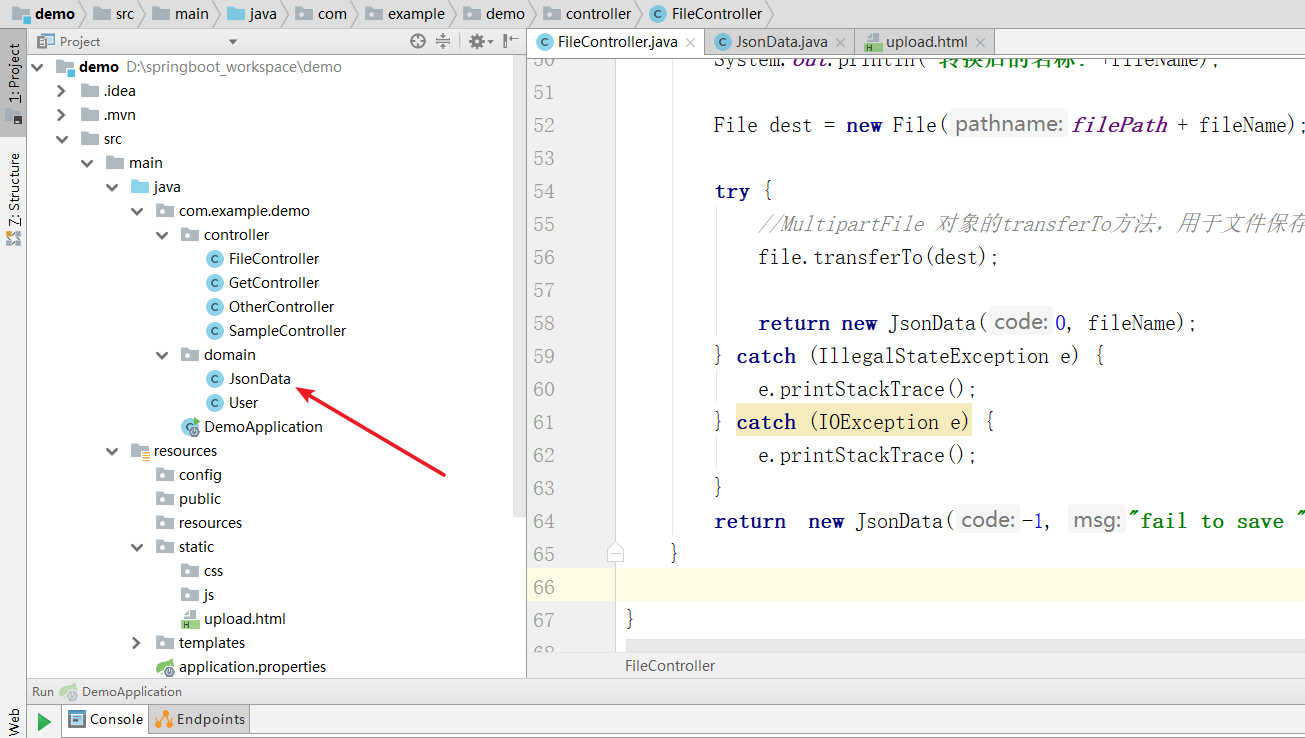 demo src main java com example demo controller FileController
Project
FileController.java JsonData.java upload.html
1: Project
Z: Structure
Web
demo D:\springboot_workspace\demo
.idea
.mvn
src
main
java
com.example.demo
controller
FileController
GetController
OtherController
SampleController
domain
JsonData
User
DemoApplication
resources
config
public
resources
static
css
js
upload.html
templates
application.properties
50 System.out.println("转换后的名称: "+fileName);
51
52 File dest = new File( pathname: filePath + fileName);
53
54 try {
55 //MultipartFile 对象的transferTo方法，用于文件保存
56 file.transferTo(dest);
57
58 return new JsonData( code: 0, fileName);
59 } catch (IllegalStateException e) {
60 e.printStackTrace();
61 } catch (IOException e) {
62 e.printStackTrace();
63 }
64 return new JsonData( code: -1, msg: "fail to save "
65 }
66
67 }
68
FileController
Run DemoApplication
Console Endpoints